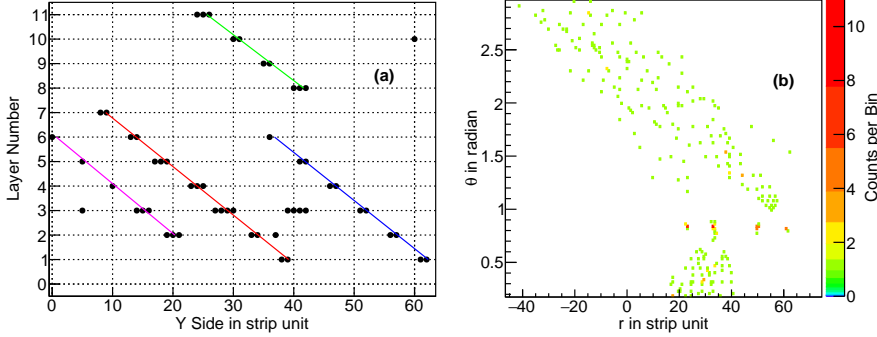 11
10
9
8
7
6
5
4
3
2
1
0
Layer Number
(a)
0 10 20 30 40 50 60
Y Side in strip unit
2.5
2
1.5
1
0.5
θ in radian
(b)
−40 −20 0 20 40 60
r in strip unit
10
8
6
4
2
0
Counts per Bin